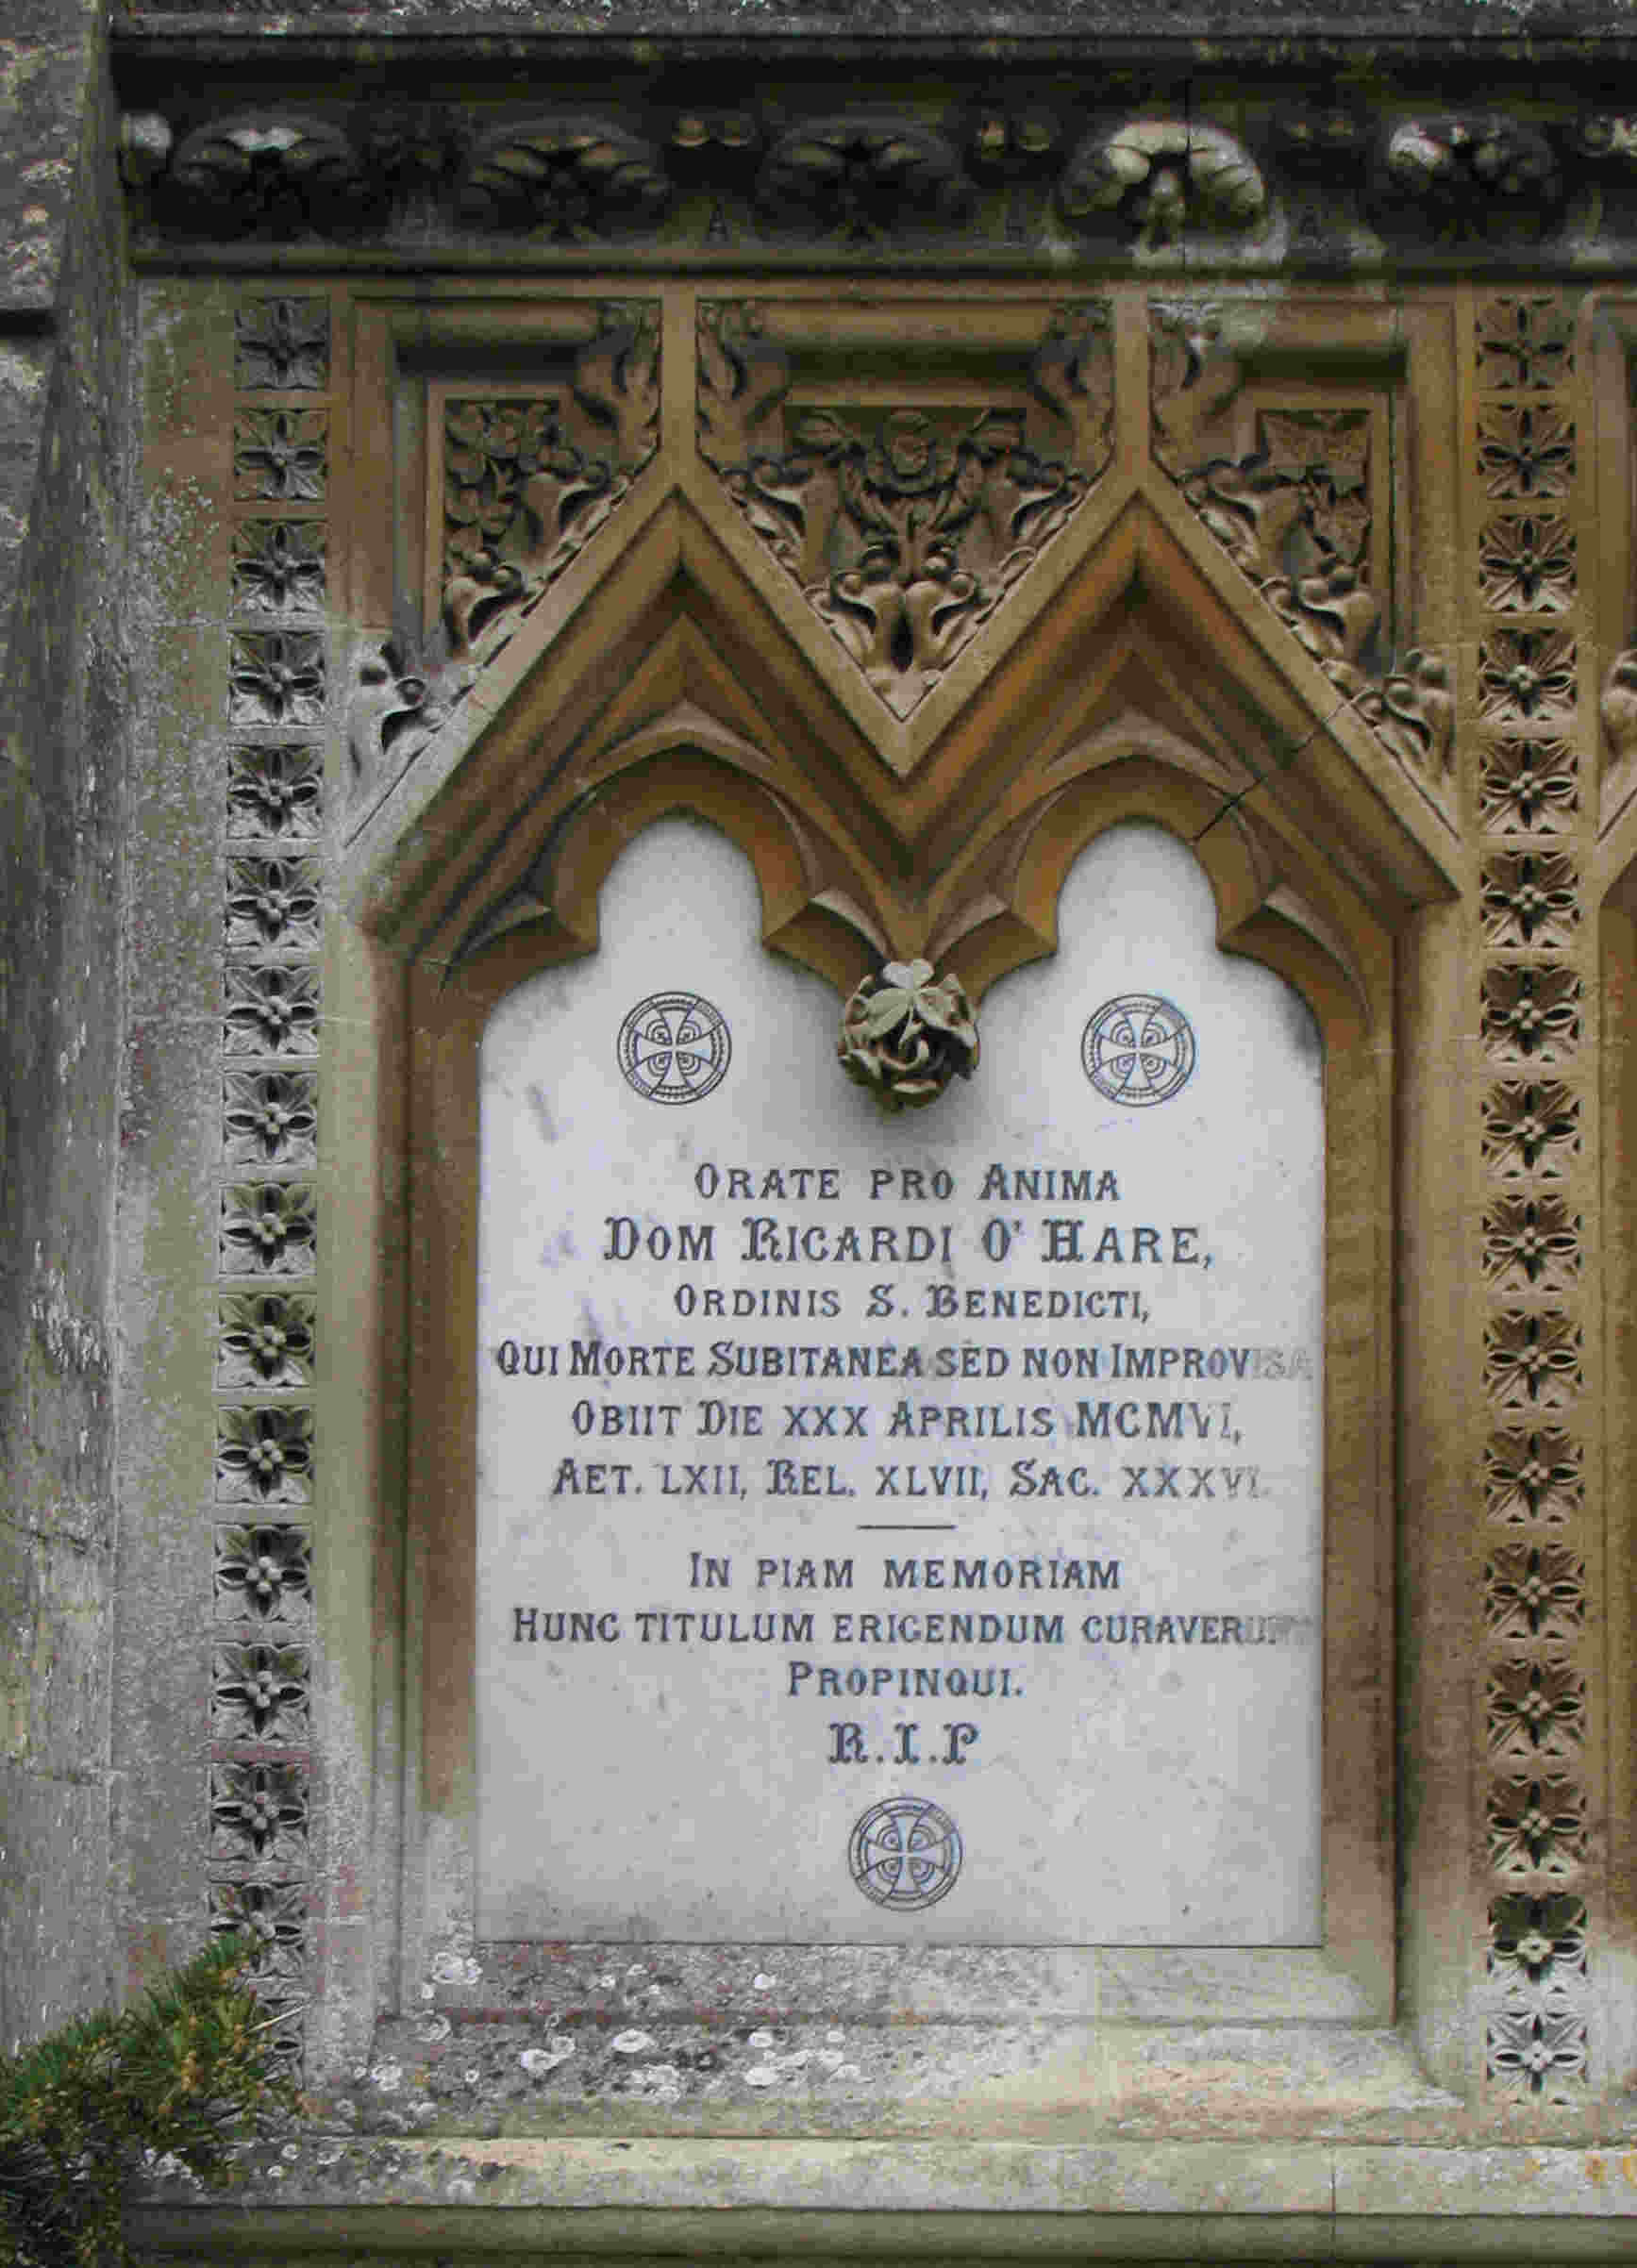 ORATE PRO ANIMA
DOM RICARDI O'HARE,
ORDINIS S. BENEDICTI,
QUI MORTE SUBITANEA SED NON IMPROVISA
OBIIT DIE XXX APRILIS MCMVI,
AET. LXII, REL. XLVII, SAC. XXXVI.
IN PIAM MEMORIAM
HUNC TITULUM ERIGENDUM CURAVERUNT
PROPINQUI.
R.I.P